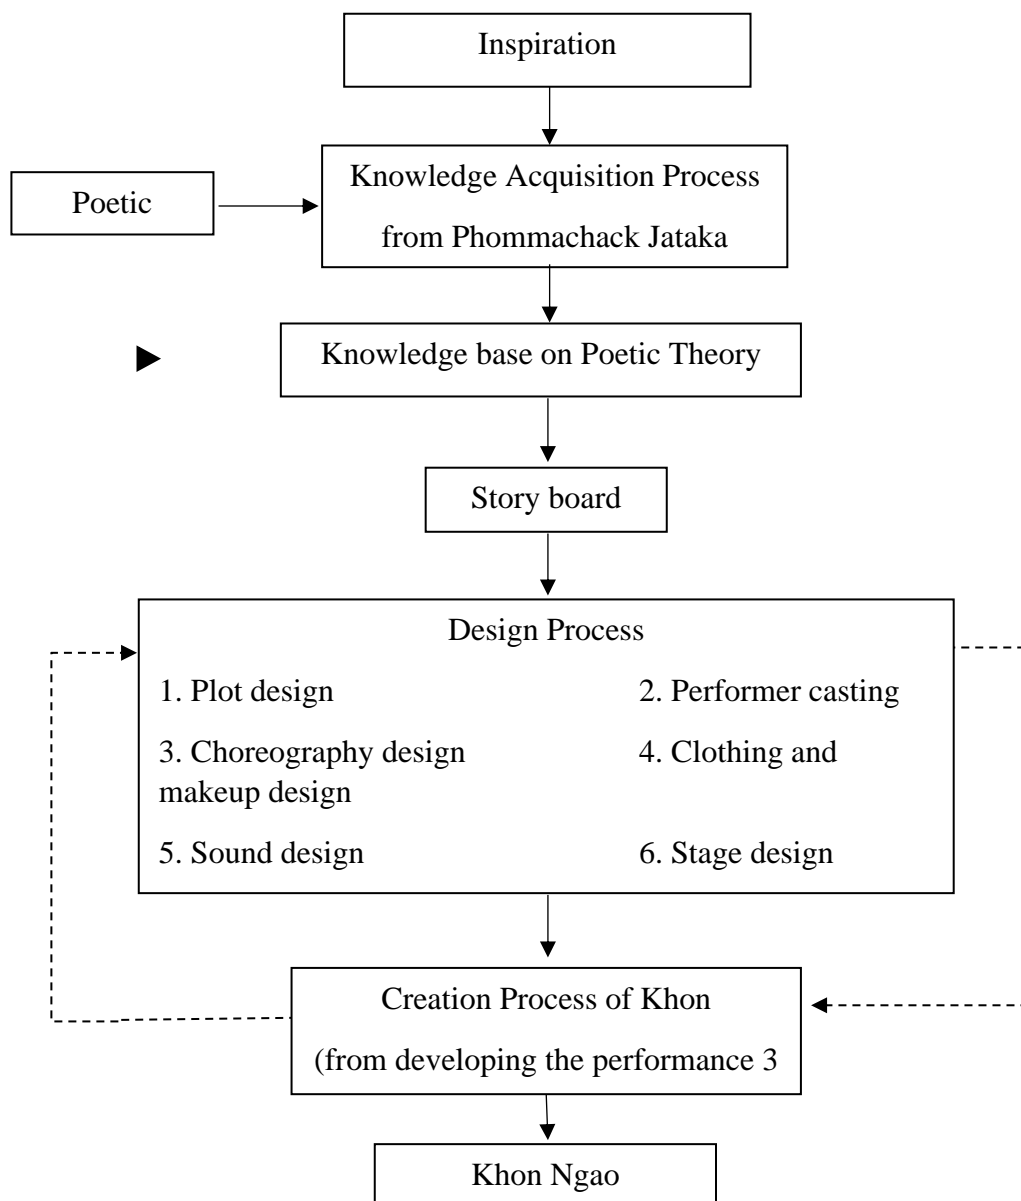 Inspiration
Poetic
Knowledge Acquisition Process
from Phommachack Jataka
Knowledge base on Poetic Theory
Story board
Design Process
1. Plot design 2. Performer casting
3. Choreography design 4. Clothing and
makeup design
5. Sound design 6. Stage design
Creation Process of Khon
(from developing the performance 3
Khon Ngao